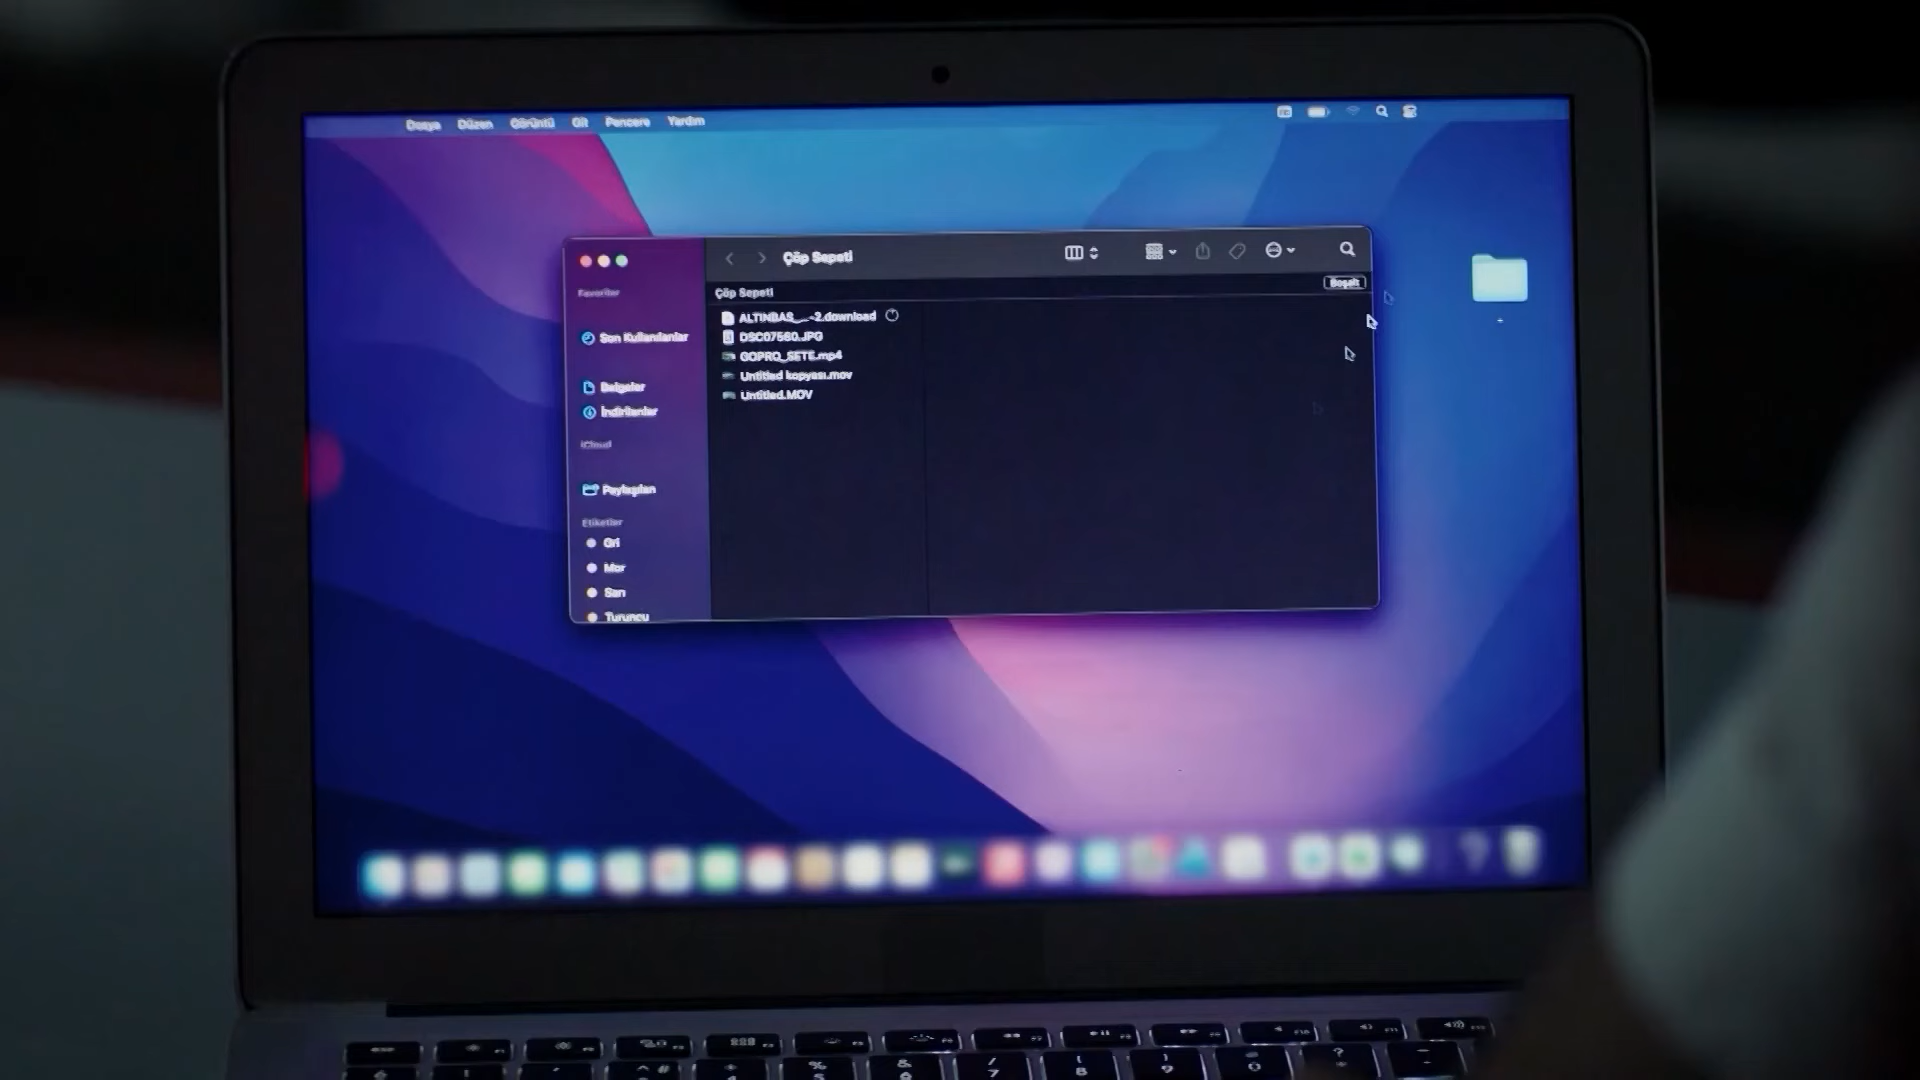 Dosya Düzen Görüntü Git Pencere Yardım
Çöp Sepeti
Favoriler
Çöp Sepeti
Boşalt
Son Kullanılanlar
Belgeler
İndirilenler
iCloud
Paylaşılan
Etiketler
Gri
Mor
Sarı
Turuncu
ALTINBAS_...-2.download
DSC07560.JPG
GOPRO_SETE.mp4
Untitled kopyası.mov
Untitled.MOV